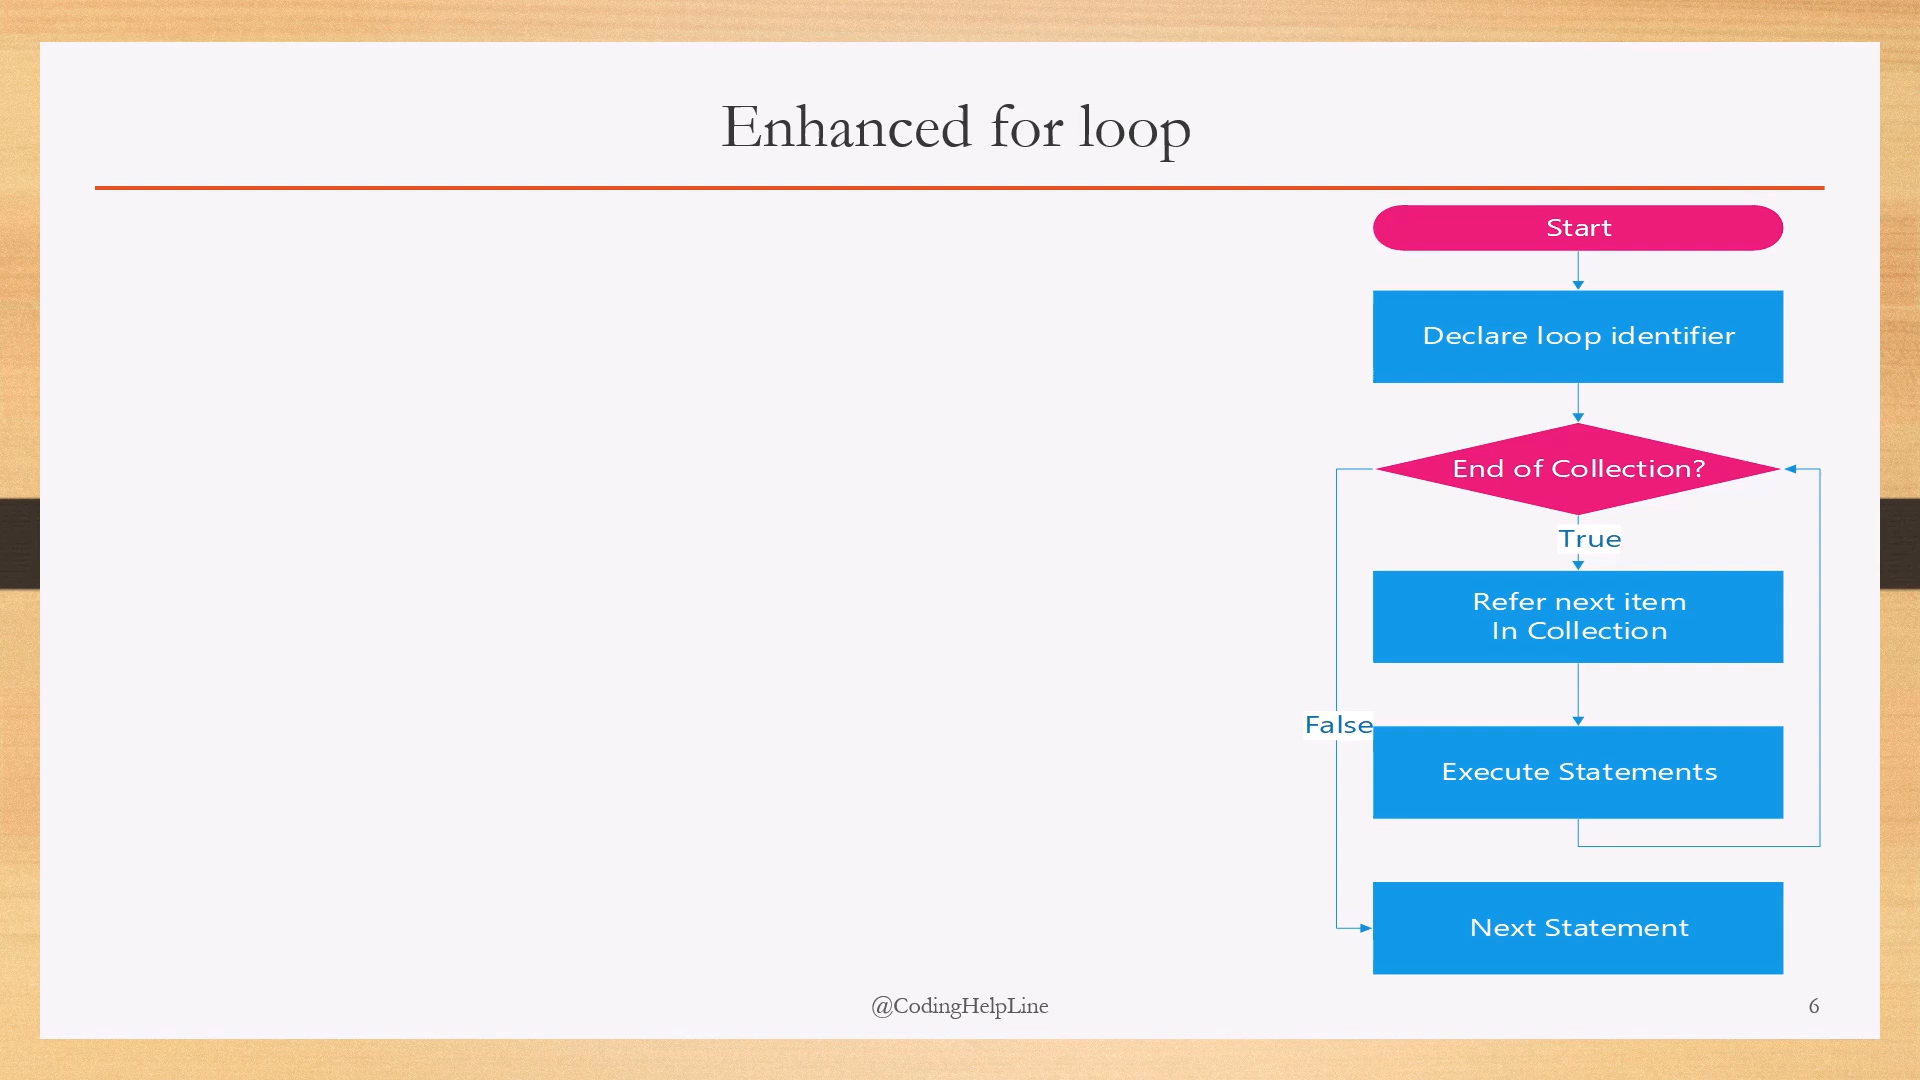 Enhanced for loop
Start
Declare loop identifier
End of Collection?
True
Refer next item
In Collection
False
Execute Statements
Next Statement
@CodingHelpLine
6